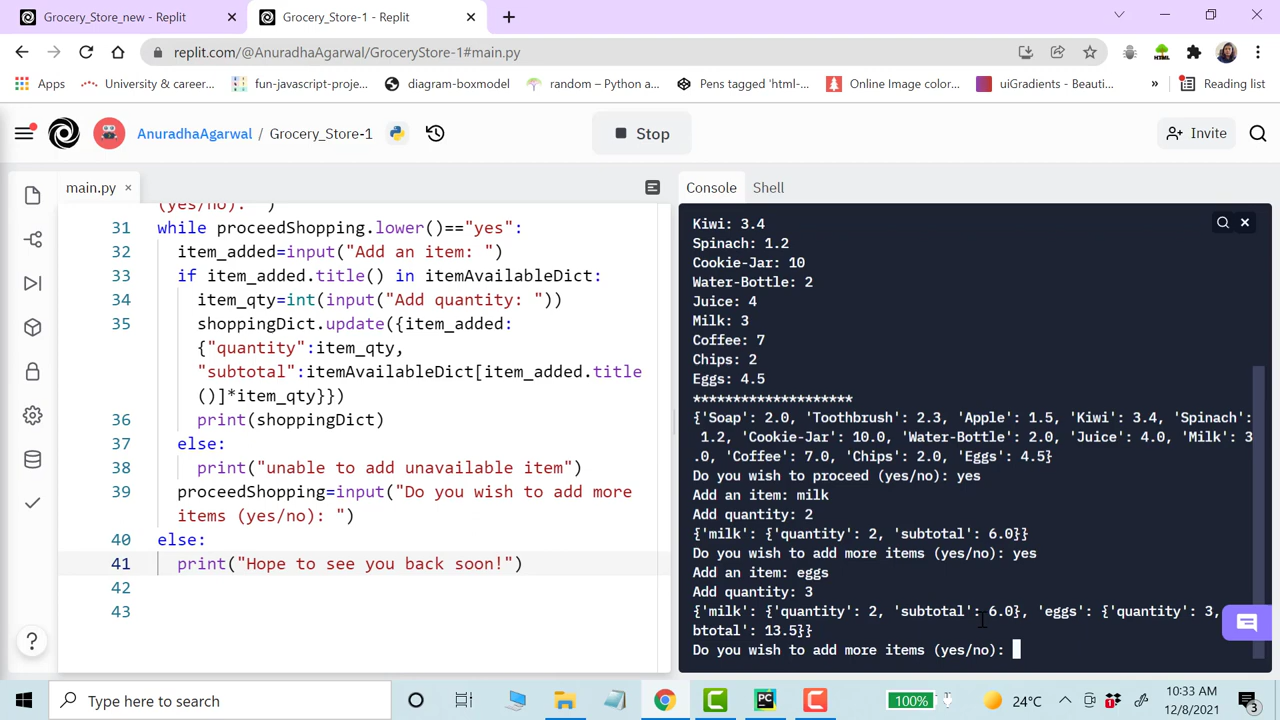 Grocery_Store_new - Replit
Grocery_Store-1 - Replit
replit.com/@AnuradhaAgarwal/GroceryStore-1#main.py
Apps
University & career...
fun-javascript-proje...
diagram-boxmodel
random – Python a...
Pens tagged 'html-...
Online Image color...
uiGradients - Beauti...
»
Reading list
AnuradhaAgarwal / Grocery_Store-1
Stop
Invite
main.py ×
(yes/no): ")
31 while proceedShopping.lower()=="yes":
32 item_added=input("Add an item: ")
33 if item_added.title() in itemAvailableDict:
34 item_qty=int(input("Add quantity: "))
35 shoppingDict.update({item_added:
{"quantity":item_qty,
"subtotal":itemAvailableDict[item_added.title
()]*item_qty}})
36 print(shoppingDict)
37 else:
38 print("unable to add unavailable item")
39 proceedShopping=input("Do you wish to add more
items (yes/no): ")
40 else:
41 print("Hope to see you back soon!")
42
43
Console
Shell
Kiwi: 3.4
Spinach: 1.2
Cookie-Jar: 10
Water-Bottle: 2
Juice: 4
Milk: 3
Coffee: 7
Chips: 2
Eggs: 4.5
********************
{'Soap': 2.0, 'Toothbrush': 2.3, 'Apple': 1.5, 'Kiwi': 3.4, 'Spinach':
1.2, 'Cookie-Jar': 10.0, 'Water-Bottle': 2.0, 'Juice': 4.0, 'Milk': 3
.0, 'Coffee': 7.0, 'Chips': 2.0, 'Eggs': 4.5}
Do you wish to proceed (yes/no): yes
Add an item: milk
Add quantity: 2
{'milk': {'quantity': 2, 'subtotal': 6.0}}
Do you wish to add more items (yes/no): yes
Add an item: eggs
Add quantity: 3
{'milk': {'quantity': 2, 'subtotal': 6.0}, 'eggs': {'quantity': 3,
btotal': 13.5}}
Do you wish to add more items (yes/no):
?
Type here to search
100%
24°C
10:33 AM
12/8/2021
3